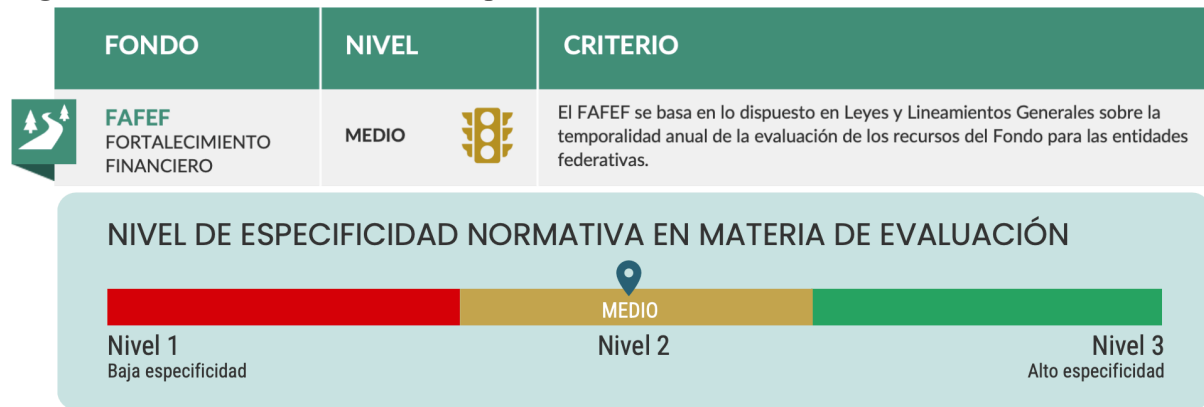 FONDO NIVEL CRITERIO
FAFEF
FORTALECIMIENTO
FINANCIERO
MEDIO
El FAFEF se basa en lo dispuesto en Leyes y Lineamientos Generales sobre la
temporalidad anual de la evaluación de los recursos del Fondo para las entidades
federativas.
NIVEL DE ESPECIFICIDAD NORMATIVA EN MATERIA DE EVALUACIÓN
MEDIO
Nivel 1 Nivel 2 Nivel 3
Baja especificidad Alto especificidad